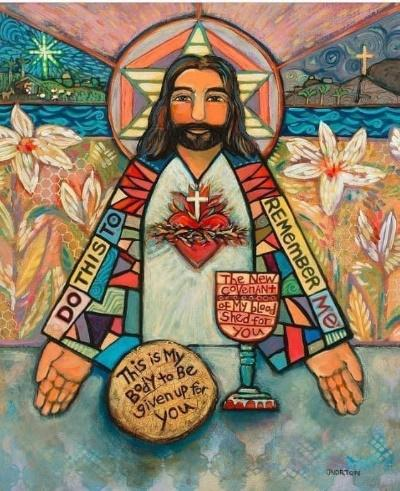 DO THIS TO
REMEMBER ME
The New
covenant
of My blood
Shed for
you
This is My
Body to Be
given up for
you
J NORTON